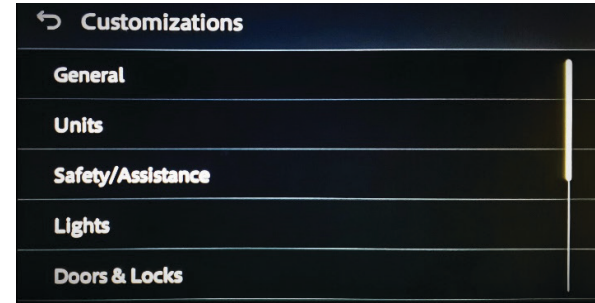 Customizations
General
Units
Safety/Assistance
Lights
Doors & Locks